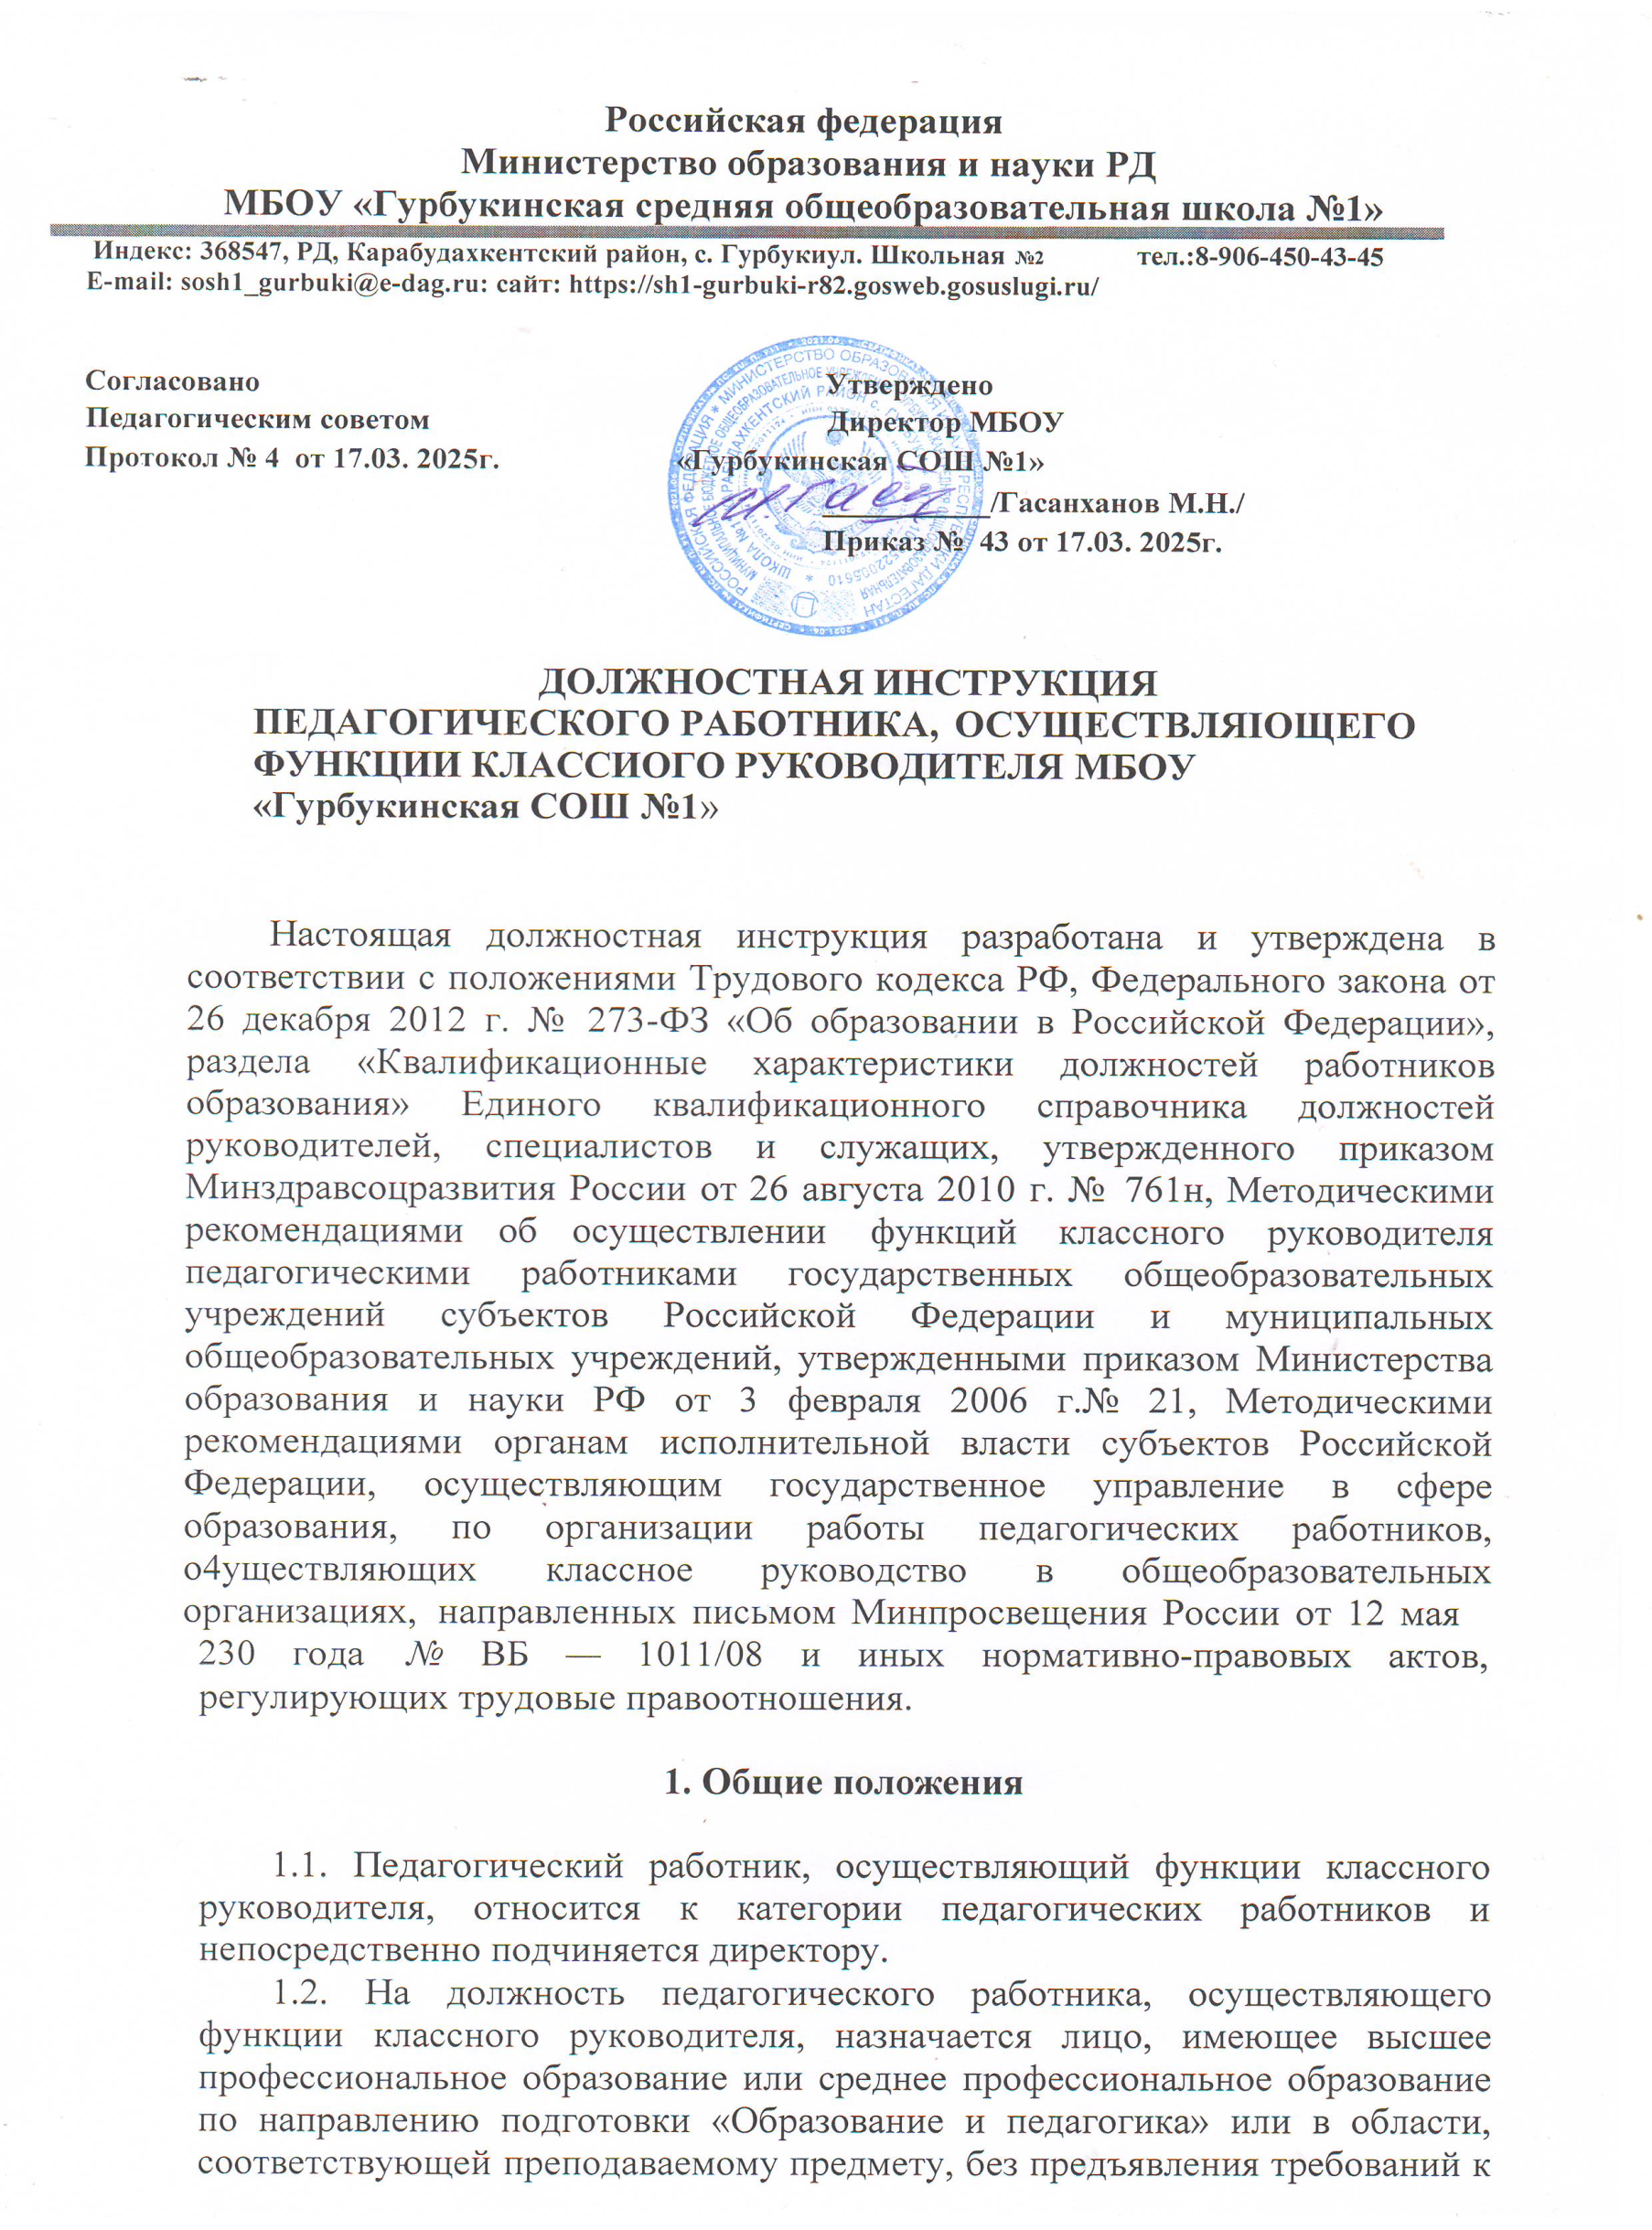 Российская федерация
Министерство образования и науки РД
МБОУ «Гурбукинская средняя общеобразовательная школа №1»
Индекс: 368547, РД, Карабудахкентский район, с. Гурбукиул. Школьная №2 тел.:8-906-450-43-45
E-mail: sosh1_gurbuki@e-dag.ru: сайт: https://sh1-gurbuki-r82.gosweb.gosuslugi.ru/
Согласовано Утверждено
Педагогическим советом Директор МБОУ
Протокол № 4 от 17.03. 2025г. «Гурбукинская СОШ №1»
/Гасанханов М.Н./
Приказ № 43 от 17.03. 2025г.
ДОЛЖНОСТНАЯ ИНСТРУКЦИЯ
ПЕДАГОГИЧЕСКОГО РАБОТНИКА, ОСУЩЕСТВЛЯІОЩЕГО
ФУНКЦИИ КЛАССИОГО РУКОВОДИТЕЛЯ МБОУ
«Гурбукинская СОШ №1»
Настоящая должностная инструкция разработана и утверждена в
соответствии с положениями Трудового кодекса РФ, Федерального закона от
26 декабря 2012 г. № 273-ФЗ «Об образовании в Российской Федерации»,
раздела «Квалификационные характеристики должностей работников
образования» Единого квалификационного справочника должностей
руководителей, специалистов и служащих, утвержденного приказом
Минздравсоцразвития России от 26 августа 2010 г. № 761н, Методическими
рекомендациями об осуществлении функций классного руководителя
педагогическими работниками государственных общеобразовательных
учреждений субъектов Российской Федерации и муниципальных
общеобразовательных учреждений, утвержденными приказом Министерства
образования и науки РФ от 3 февраля 2006 г.№ 21, Методическими
рекомендациями органам исполнительной власти субъектов Российской
Федерации, осуществляющим государственное управление в сфере
образования, по организации работы педагогических работников,
о4уществляющих классное руководство в общеобразовательных
организациях, направленных письмом Минпросвещения России от 12 мая
230 года № ВБ — 1011/08 и иных нормативно-правовых актов,
регулирующих трудовые правоотношения.
1. Общие положения
1.1. Педагогический работник, осуществляющий функции классного
руководителя, относится к категории педагогических работников и
непосредственно подчиняется директору.
1.2. На должность педагогического работника, осуществляющего
функции классного руководителя, назначается лицо, имеющее высшее
профессиональное образование или среднее профессиональное образование
по направлению подготовки «Образование и педагогика» или в области,
соответствующей преподаваемому предмету, без предъявления требований к